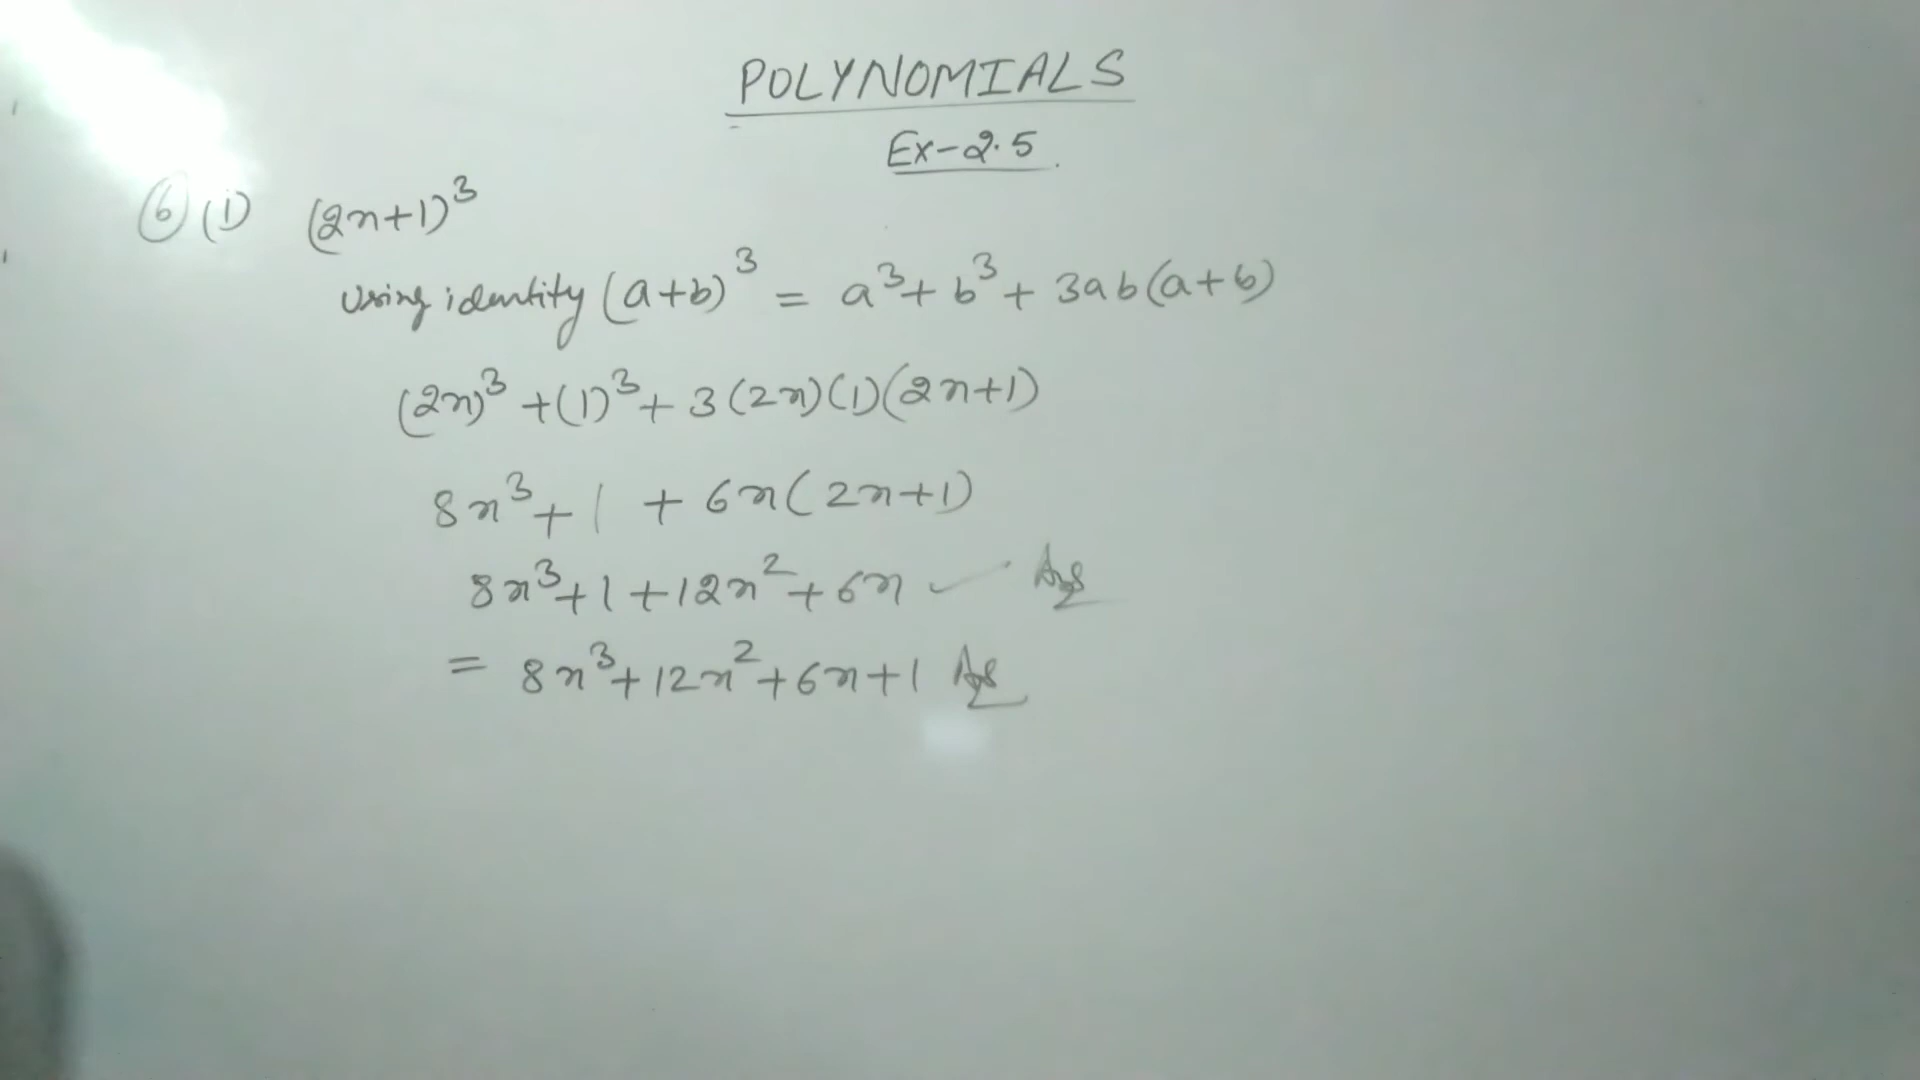 POLYNOMIALS
Ex-2.5
6 (i) (2x+1)³
Using identity (a+b)³ = a³+ b³ + 3ab(a+b)
(2x)³ +(1)³+ 3(2x)(1)(2x+1)
8x³+ 1 + 6x(2x+1)
8x³+1+12x²+6x ✓ Ans
= 8x³+12x²+6x+1 Ans